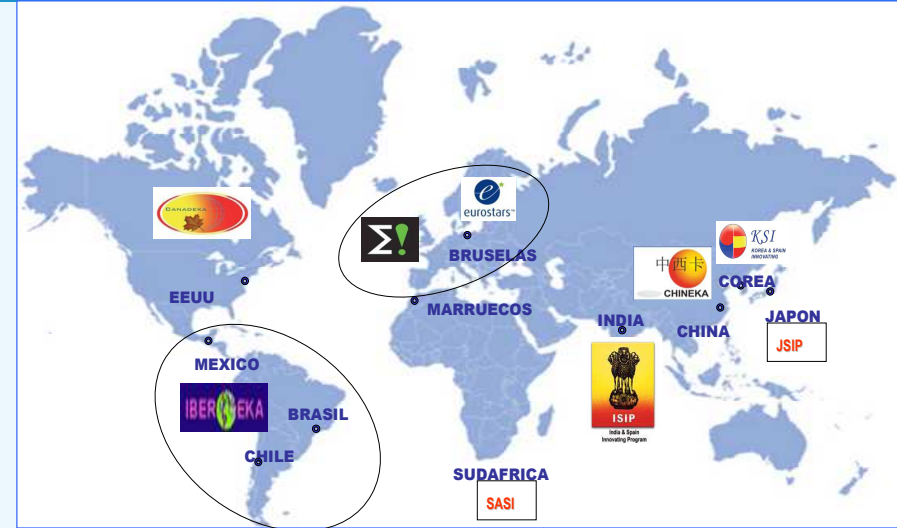 CANADEKA
eurostars™
Σ!
BRUSELAS
KSI
KOREA & SPAIN
INNOVATING
中西卡
CHINEKA
COREA
EEUU
MARRUECOS
INDIA
CHINA
JAPON
JSIP
MEXICO
IBEROEKA
BRASIL
CHILE
ISIP
India & Spain
Innovating Program
SUDAFRICA
SASI